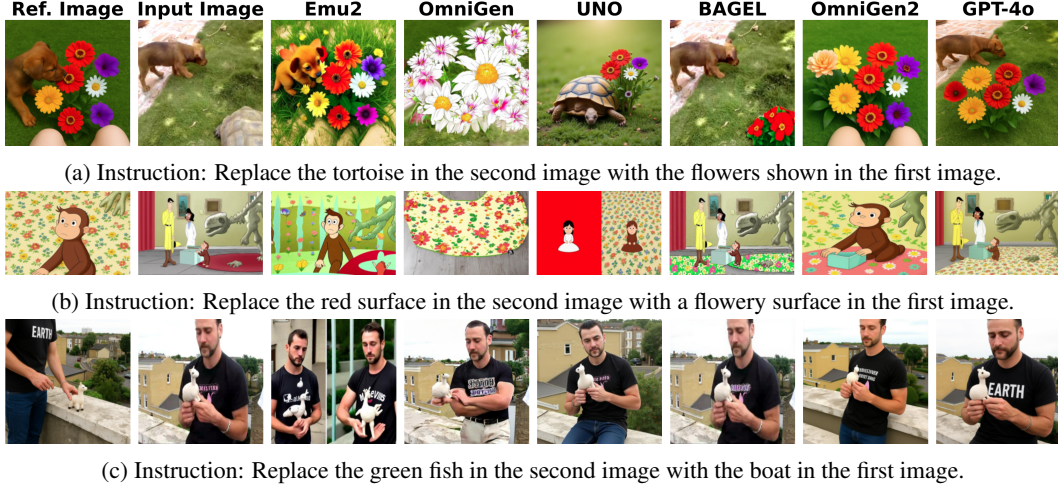 Ref. Image Input Image Emu2 OmniGen UNO BAGEL OmniGen2 GPT-4o
(a) Instruction: Replace the tortoise in the second image with the flowers shown in the first image.
(b) Instruction: Replace the red surface in the second image with a flowery surface in the first image.
EARTH
EARTH
(c) Instruction: Replace the green fish in the second image with the boat in the first image.